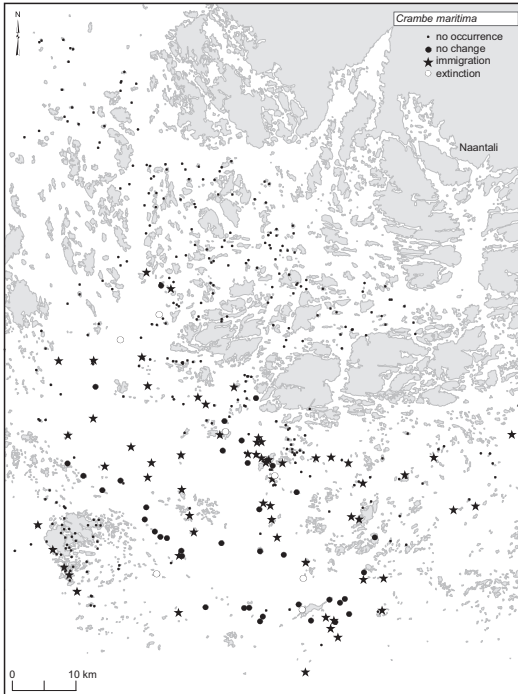 N
Crambe maritima
no occurrence
no change
immigration
extinction
Naantali
0 10 km